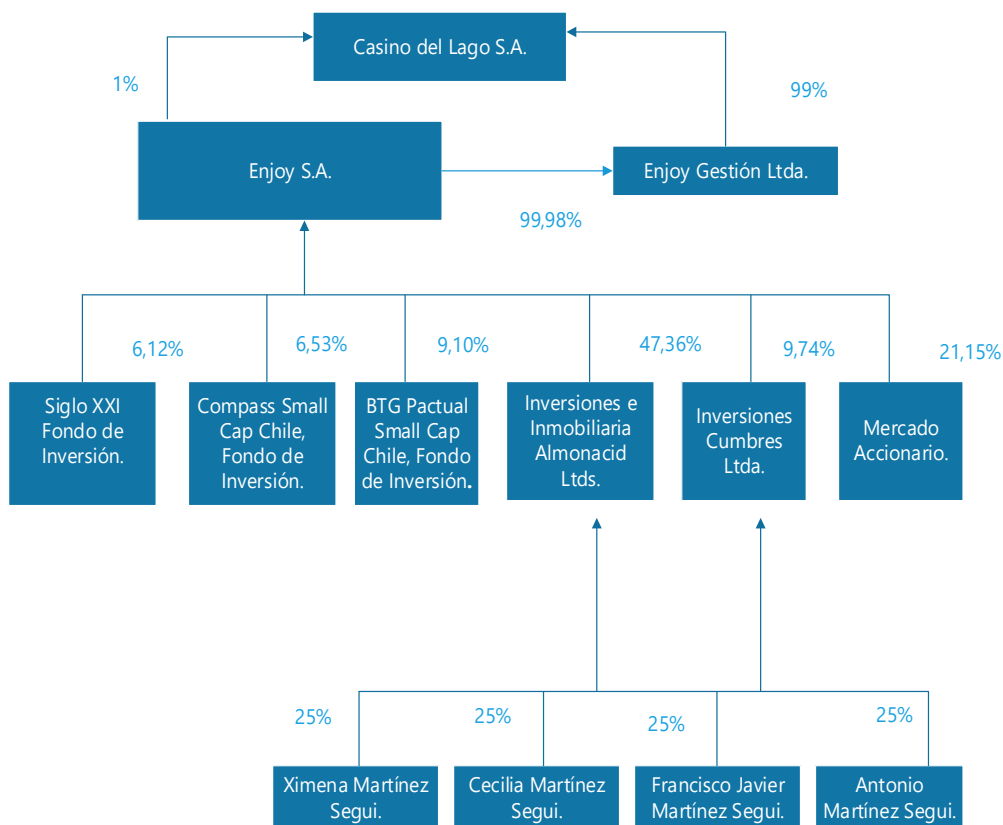 Casino del Lago S.A.
1%
99%
Enjoy S.A.
Enjoy Gestión Ltda.
99,98%
6,12%
6,53%
9,10%
47,36%
9,74%
21,15%
Siglo XXI
Fondo de
Inversión.
Compass Small
Cap Chile,
Fondo de
Inversión.
BTG Pactual
Small Cap
Chile, Fondo
de Inversión.
Inversiones e
Inmobiliaria
Almonacid
Ltds.
Inversiones
Cumbres
Ltda.
Mercado
Accionario.
25%
25%
25%
25%
Ximena Martínez
Segui.
Cecilia Martínez
Segui.
Francisco Javier
Martínez Segui.
Antonio
Martínez Segui.